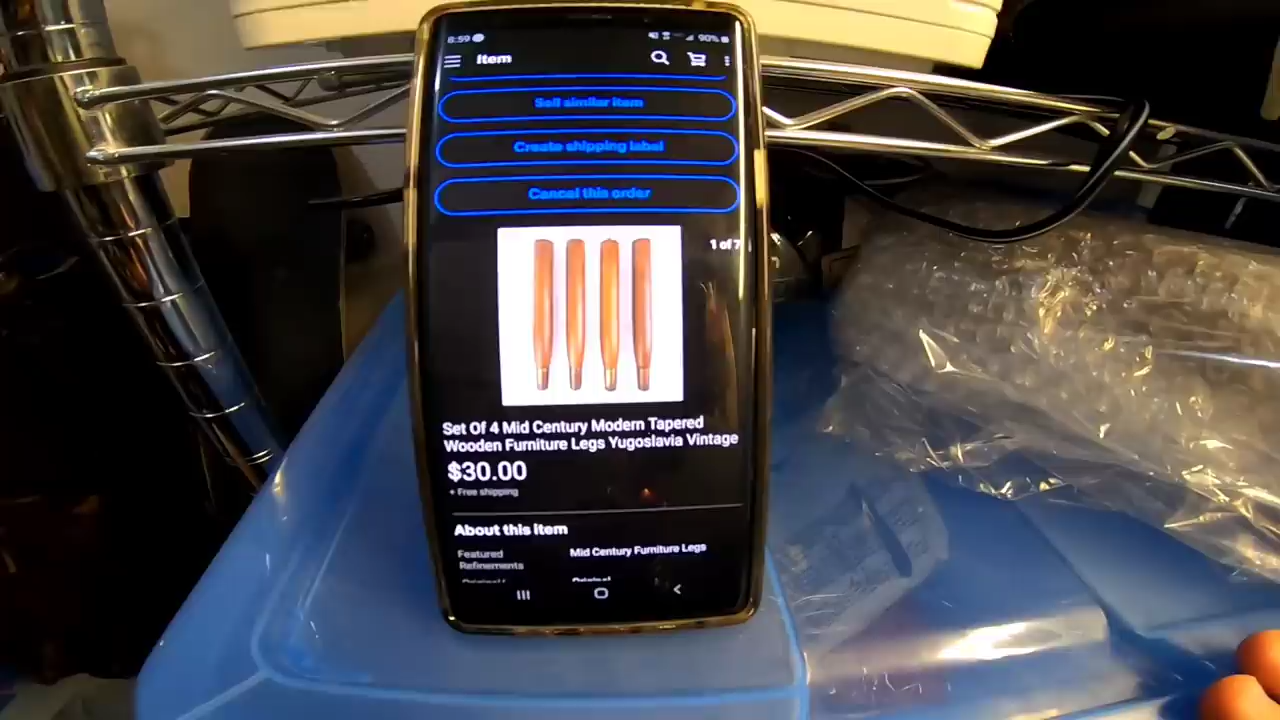 8:59
90%
Item
Sell similar item
Create shipping label
Cancel this order
1 of 7
Set Of 4 Mid Century Modern Tapered
Wooden Furniture Legs Yugoslavia Vintage
$30.00
+ Free shipping
About this item
Featured Refinements
Mid Century Furniture Legs
Original